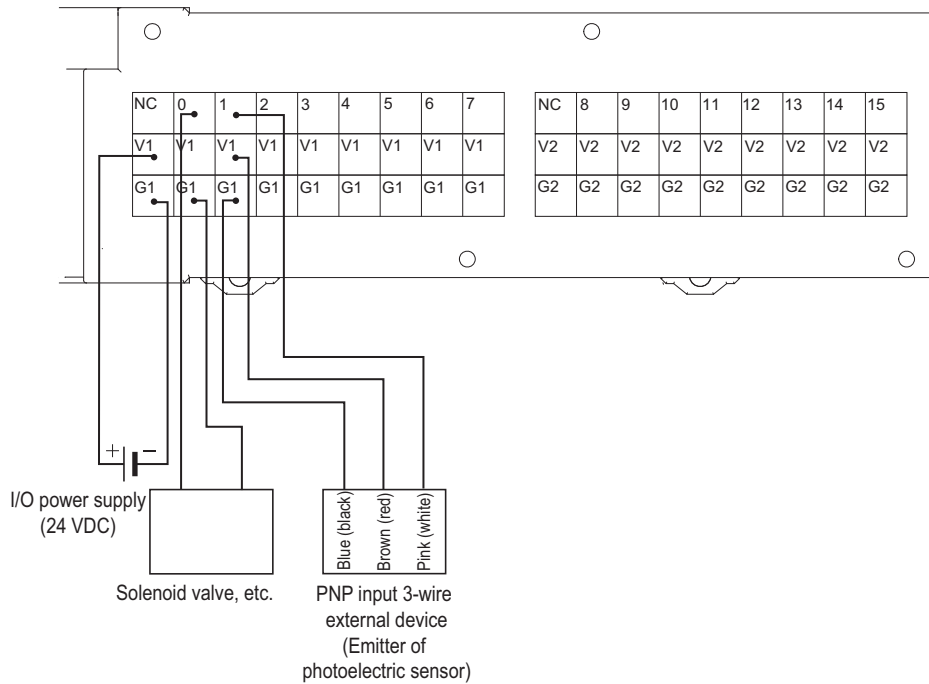 NC 0 1 2 3 4 5 6 7 NC 8 9 10 11 12 13 14 15
V1 V1 V1 V1 V1 V1 V1 V1 V1 V2 V2 V2 V2 V2 V2 V2 V2 V2
G1 G1 G1 G1 G1 G1 G1 G1 G1 G2 G2 G2 G2 G2 G2 G2 G2 G2
+ −
I/O power supply
(24 VDC)
Solenoid valve, etc.
Blue (black)
Brown (red)
Pink (white)
PNP input 3-wire
external device
(Emitter of
photoelectric sensor)